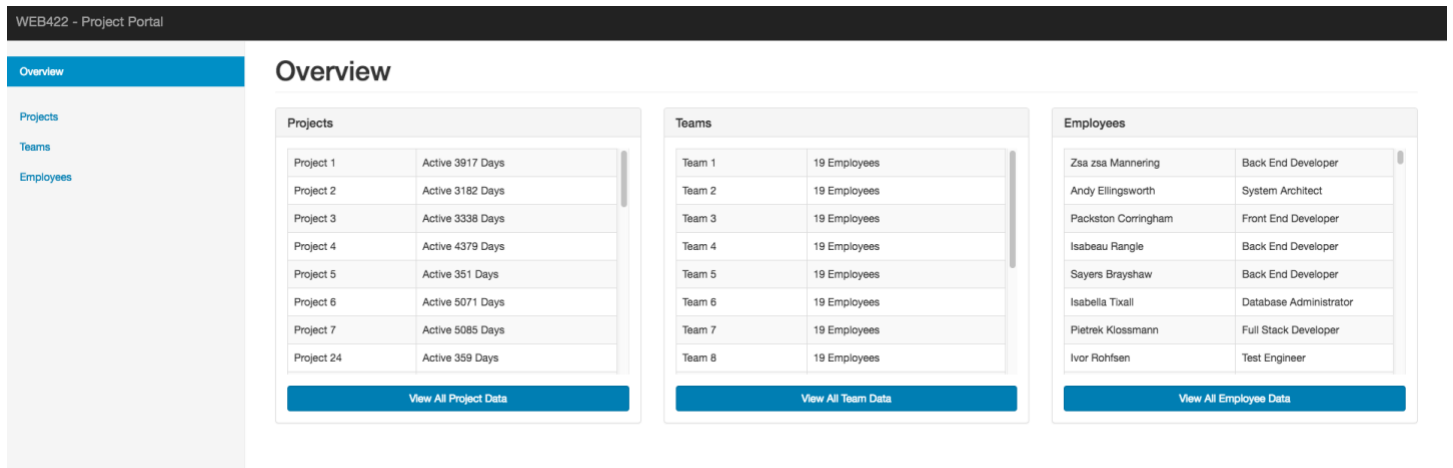 WEB422 - Project Portal
Overview
Projects
Teams
Employees
Overview
Projects
Project 1 Active 3917 Days
Project 2 Active 3182 Days
Project 3 Active 3338 Days
Project 4 Active 4379 Days
Project 5 Active 351 Days
Project 6 Active 5071 Days
Project 7 Active 5085 Days
Project 24 Active 359 Days
View All Project Data
Teams
Team 1 19 Employees
Team 2 19 Employees
Team 3 19 Employees
Team 4 19 Employees
Team 5 19 Employees
Team 6 19 Employees
Team 7 19 Employees
Team 8 19 Employees
View All Team Data
Employees
Zsa zsa Mannering Back End Developer
Andy Ellingsworth System Architect
Packston Corringham Front End Developer
Isabeau Rangle Back End Developer
Sayers Brayshaw Back End Developer
Isabella Tixall Database Administrator
Pietrek Klossmann Full Stack Developer
Ivor Rohfsen Test Engineer
View All Employee Data